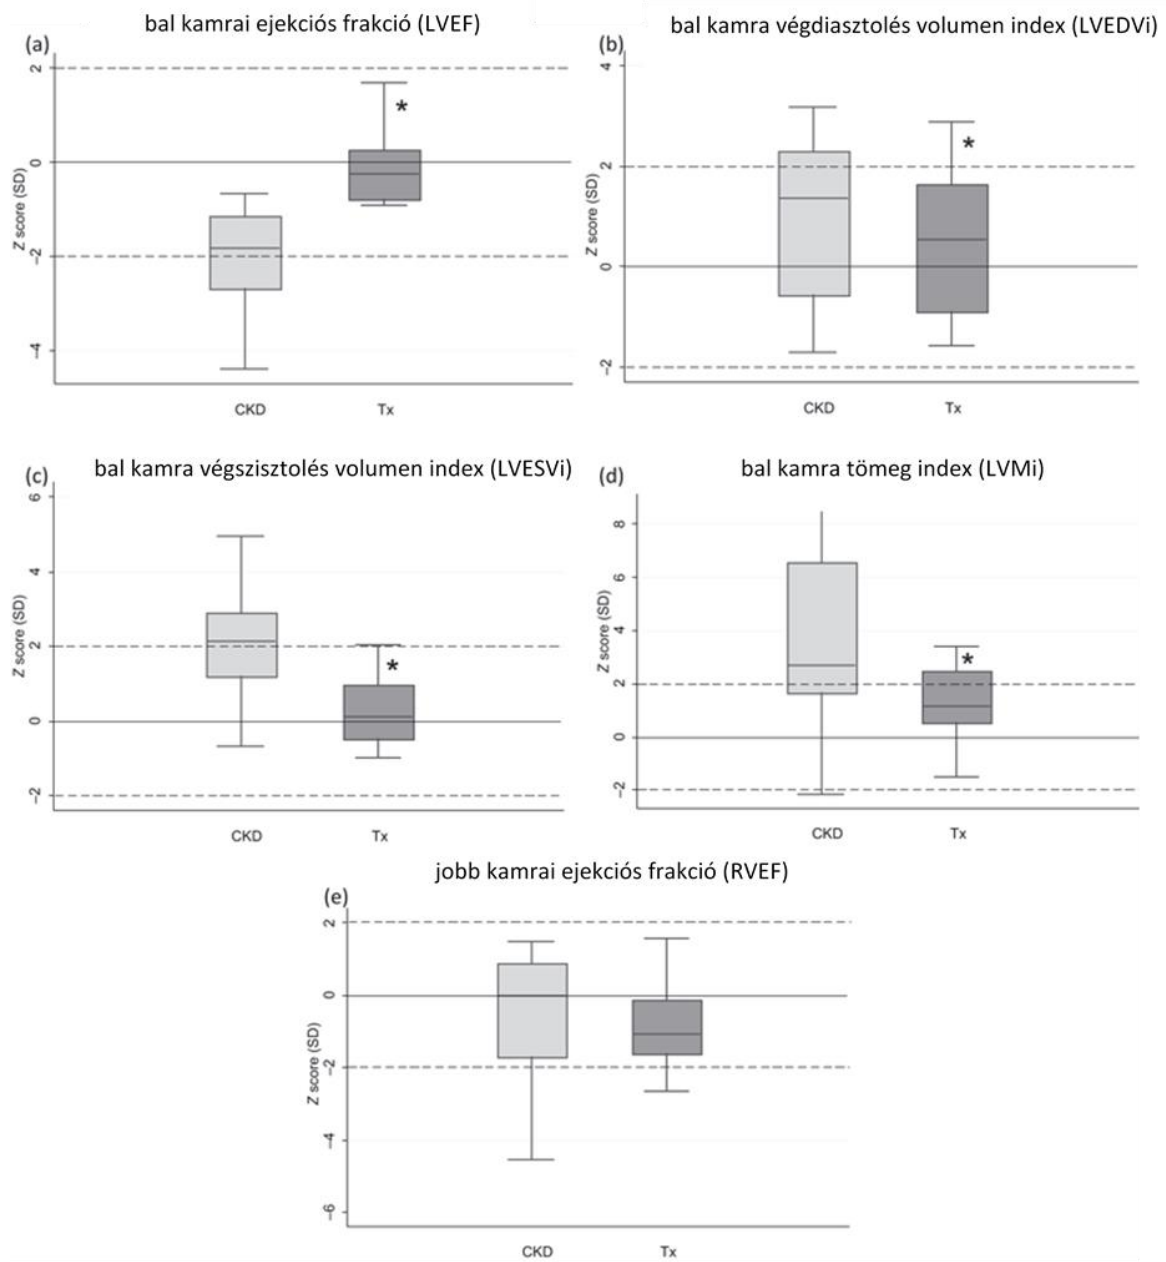 bal kamrai ejekciós frakció (LVEF)
(a)
2
0
−2
−4
Z score (SD)
*
CKD
Tx
bal kamra végdiasztolés volumen index (LVEDVi)
(b)
4
2
0
−2
Z score (SD)
*
CKD
Tx
bal kamra végszisztolés volumen index (LVESVi)
(c)
6
4
2
0
−2
Z score (SD)
*
CKD
Tx
bal kamra tömeg index (LVMi)
(d)
8
6
4
2
0
−2
Z score (SD)
*
CKD
Tx
jobb kamrai ejekciós frakció (RVEF)
(e)
2
0
−2
−4
−6
Z score (SD)
CKD
Tx